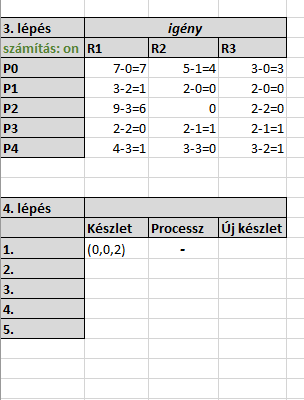 3. lépés igény
számítás: on R1 R2 R3
P0 7-0=7 5-1=4 3-0=3
P1 3-2=1 2-0=0 2-0=0
P2 9-3=6 0 2-2=0
P3 2-2=0 2-1=1 2-1=1
P4 4-3=1 3-3=0 3-2=1
4. lépés
Készlet Processz Új készlet
1. (0,0,2) -
2.
3.
4.
5.